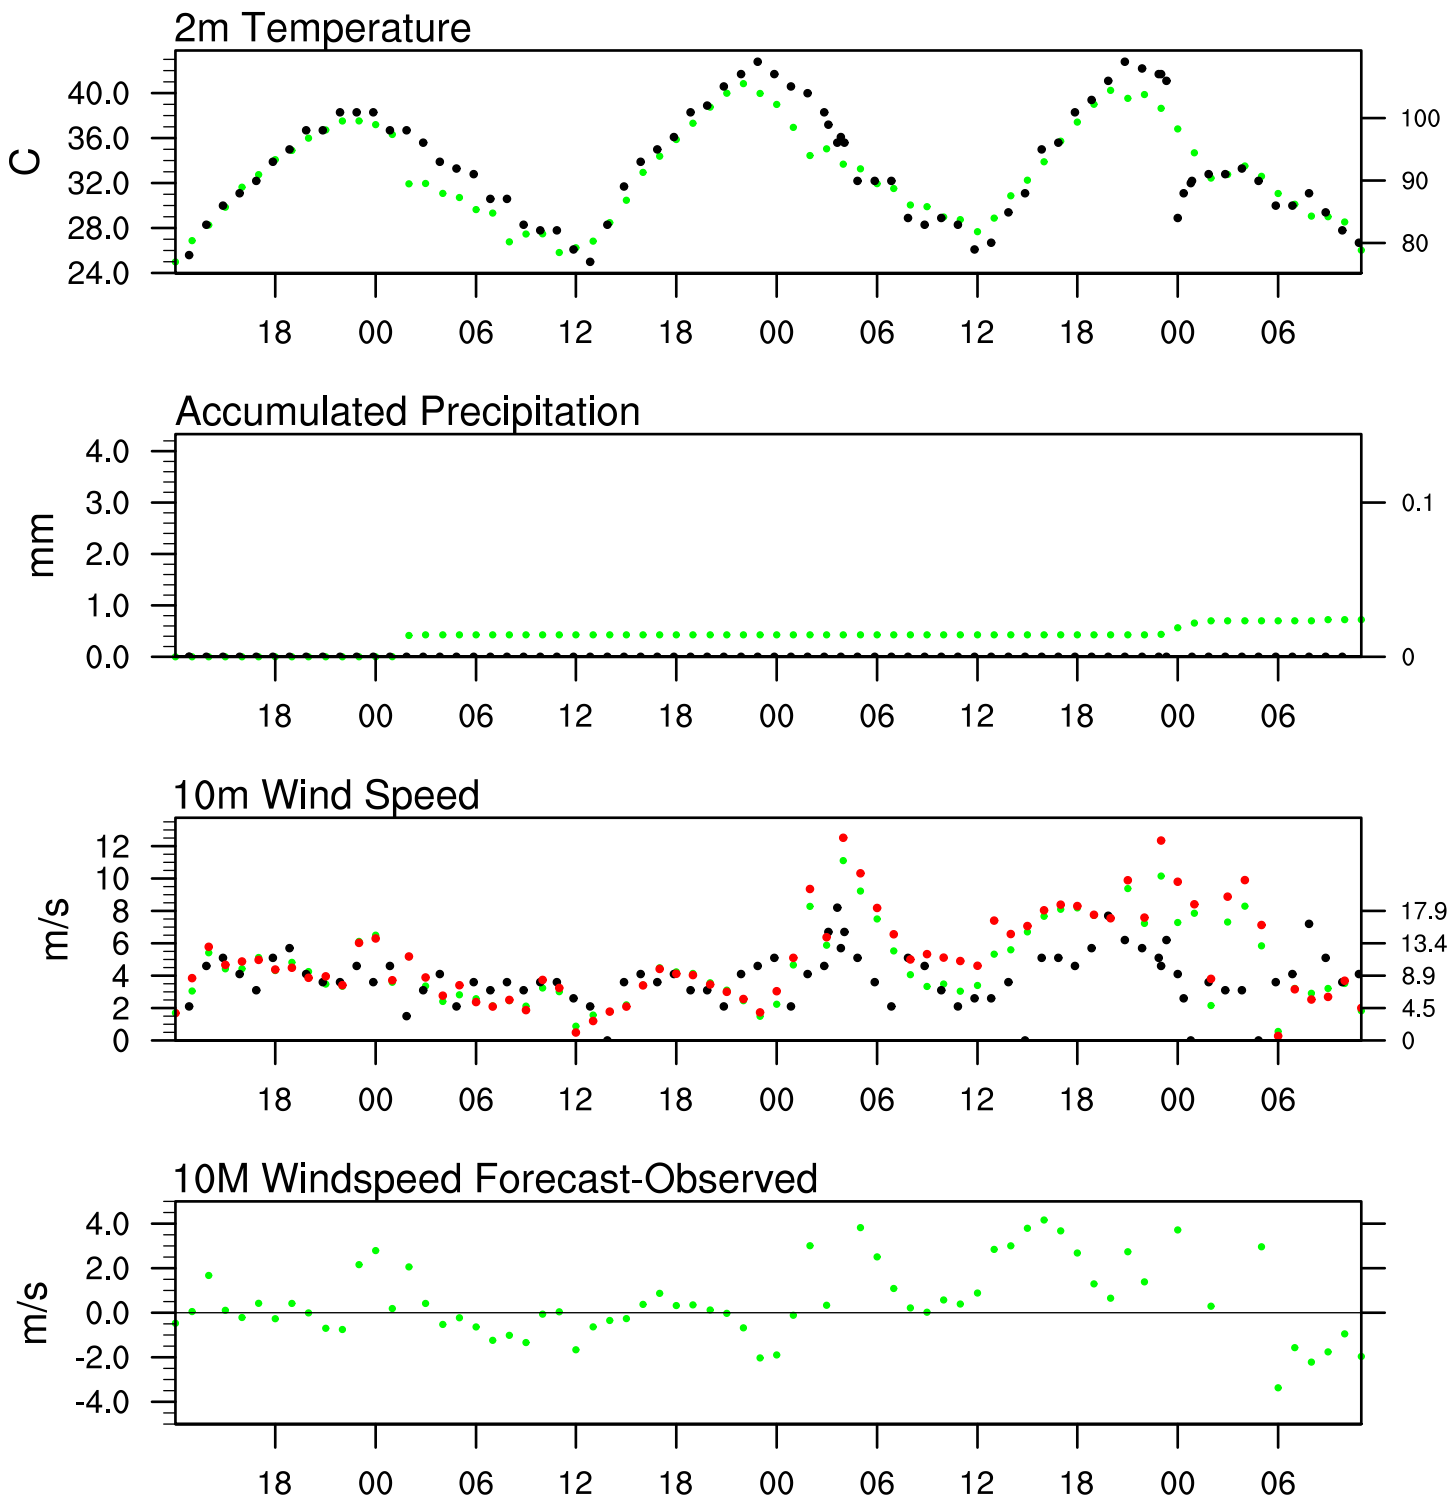 2m Temperature
C
40.0
36.0
32.0
28.0
24.0
100
90
80
18 00 06 12 18 00 06 12 18 00 06
Accumulated Precipitation
mm
4.0
3.0
2.0
1.0
0.0
0.1
0
18 00 06 12 18 00 06 12 18 00 06
10m Wind Speed
m/s
12
10
8
6
4
2
0
17.9
13.4
8.9
4.5
0
18 00 06 12 18 00 06 12 18 00 06
10M Windspeed Forecast-Observed
m/s
4.0
2.0
0.0
-2.0
-4.0
18 00 06 12 18 00 06 12 18 00 06